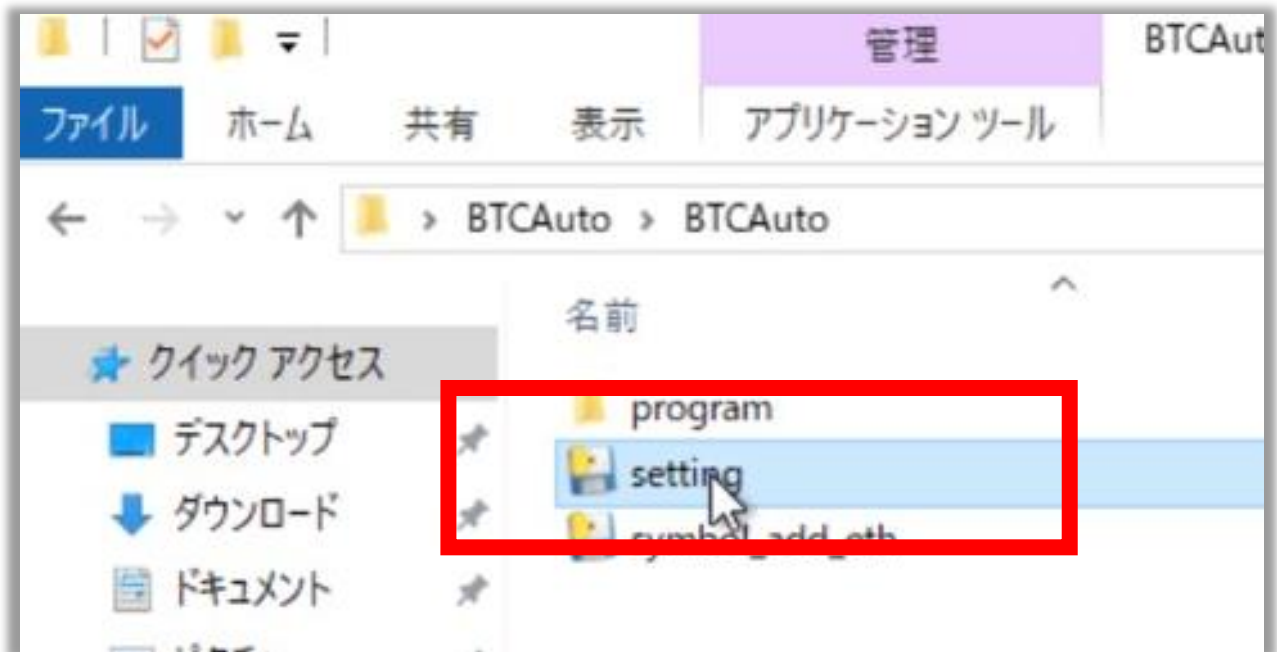 管理
BTCAut
ファイル ホーム 共有 表示 アプリケーション ツール
BTCAuto > BTCAuto
名前
クイック アクセス
program
デスクトップ
setting
ダウンロード
symbol_add_eth
ドキュメント